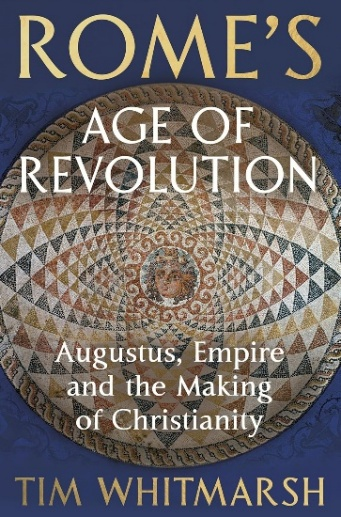 ROME'S
AGE OF
REVOLUTION
Augustus, Empire
and the Making
of Christianity
TIM WHITMARSH